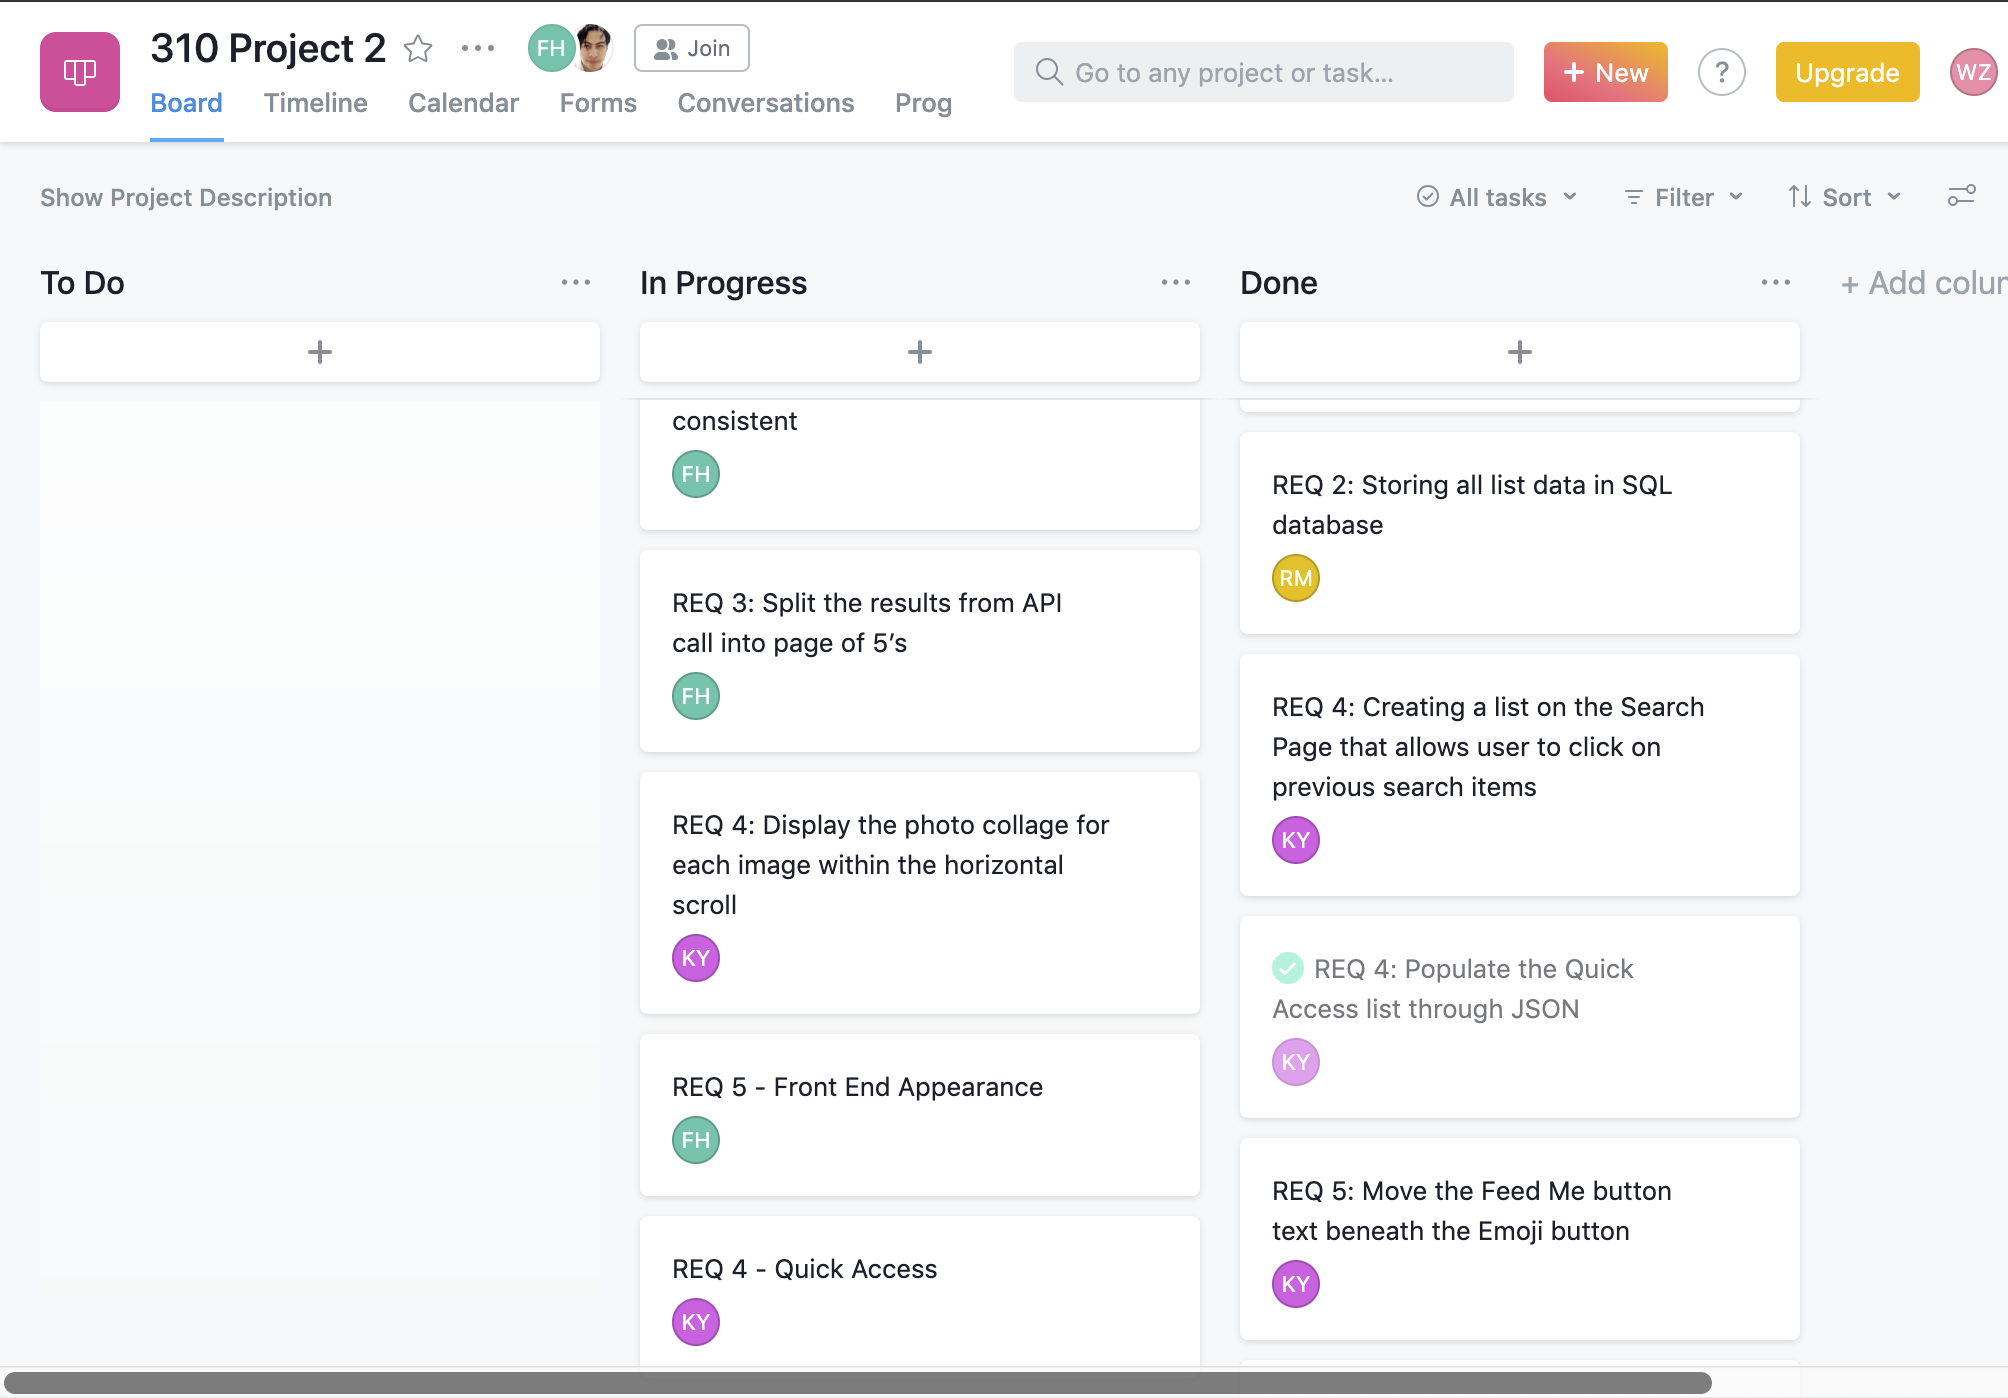 310 Project 2
FH
Join
Board
Timeline
Calendar
Forms
Conversations
Prog
Go to any project or task...
+ New
?
Upgrade
WZ
Show Project Description
All tasks
Filter
Sort
To Do
In Progress
Done
+ Add colum
consistent
FH
REQ 3: Split the results from API
call into page of 5’s
FH
REQ 4: Display the photo collage for
each image within the horizontal
scroll
KY
REQ 5 - Front End Appearance
FH
REQ 4 - Quick Access
KY
REQ 2: Storing all list data in SQL
database
RM
REQ 4: Creating a list on the Search
Page that allows user to click on
previous search items
KY
REQ 4: Populate the Quick
Access list through JSON
KY
REQ 5: Move the Feed Me button
text beneath the Emoji button
KY